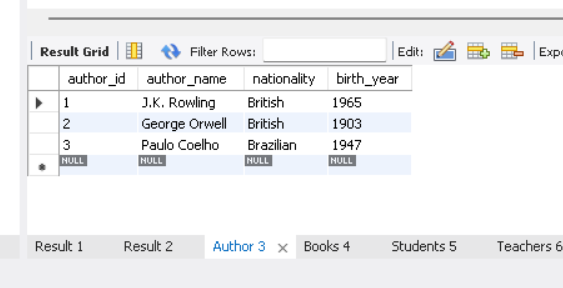 Result Grid Filter Rows: Edit: Expo
author_id author_name nationality birth_year
1 J.K. Rowling British 1965
2 George Orwell British 1903
3 Paulo Coelho Brazilian 1947
NULL NULL NULL NULL
Result 1 Result 2 Author 3 Books 4 Students 5 Teachers 6